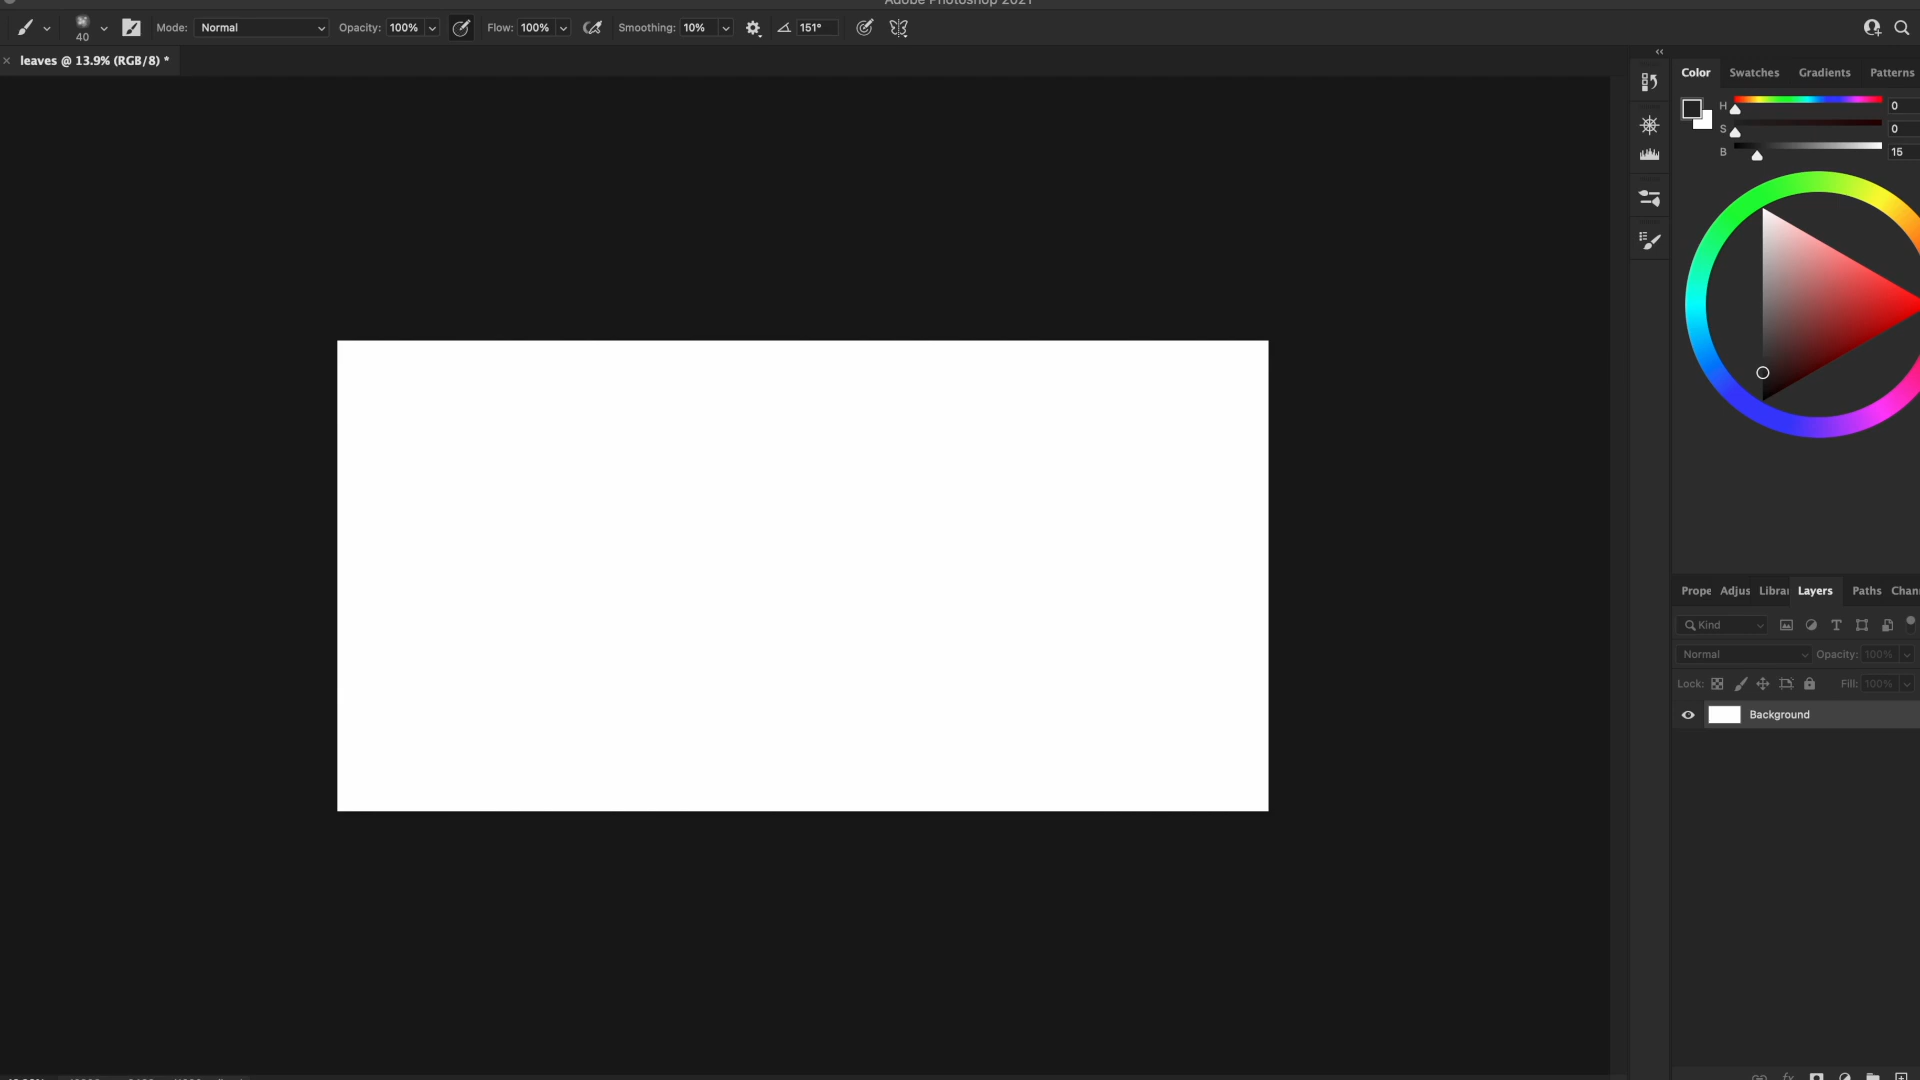 Adobe Photoshop 2021
40 Mode: Normal Opacity: 100% Flow: 100% Smoothing: 10% 151°
leaves @ 13.9% (RGB/8) *
Color Swatches Gradients Patterns
H 0
S 0
B 15
Prope Adjus Librar Layers Paths Chan
Kind
Normal Opacity: 100%
Lock: Fill: 100%
Background